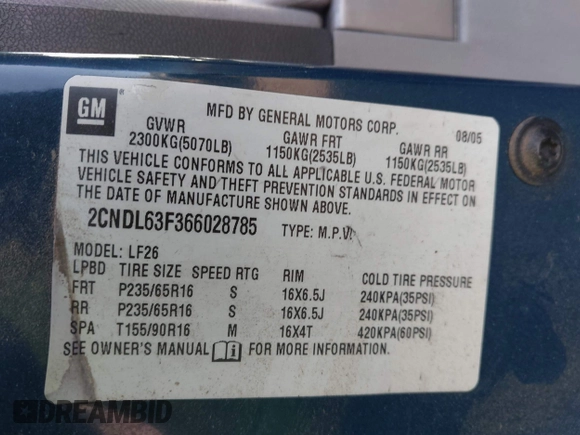 GM
MFD BY GENERAL MOTORS CORP. 08/05
GVWR GAWR FRT GAWR RR
2300KG(5070LB) 1150KG(2535LB) 1150KG(2535LB)
THIS VEHICLE CONFORMS TO ALL APPLICABLE U.S. FEDERAL MOTOR
VEHICLE SAFETY AND THEFT PREVENTION STANDARDS IN EFFECT ON
THE DATE OF MANUFACTURE SHOWN ABOVE.
2CNDL63F366028785 TYPE: M.P.V.
MODEL: LF26
LPBD TIRE SIZE SPEED RTG RIM COLD TIRE PRESSURE
FRT P235/65R16 S 16X6.5J 240KPA(35PSI)
RR P235/65R16 S 16X6.5J 240KPA(35PSI)
SPA T155/90R16 M 16X4T 420KPA(60PSI)
SEE OWNER'S MANUAL FOR MORE INFORMATION.
DREAMBID